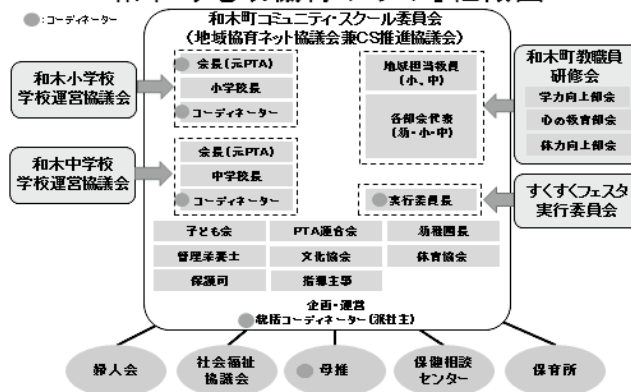 ●:コーディネーター
和木町コミュニティ・スクール委員会
(地域協育ネット協議会兼CS推進協議会)
和木小学校
学校運営協議会
会長(元PTA)
小学校長
コーディネーター
地域担当教員
(小、中)
各部会代表
(幼・小・中)
和木町教職員
研修会
学力向上部会
心の教育部会
体力向上部会
和木中学校
学校運営協議会
会長(元PTA)
中学校長
コーディネーター
実行委員長
すくすくフェスタ
実行委員会
子ども会
PTA連合会
幼稚園長
管理栄養士
文化協会
体育協会
保護司
指導主事
企画・運営
統括コーディネーター(派社主)
婦人会
社会福祉
協議会
母推
保健相談
センター
保育所